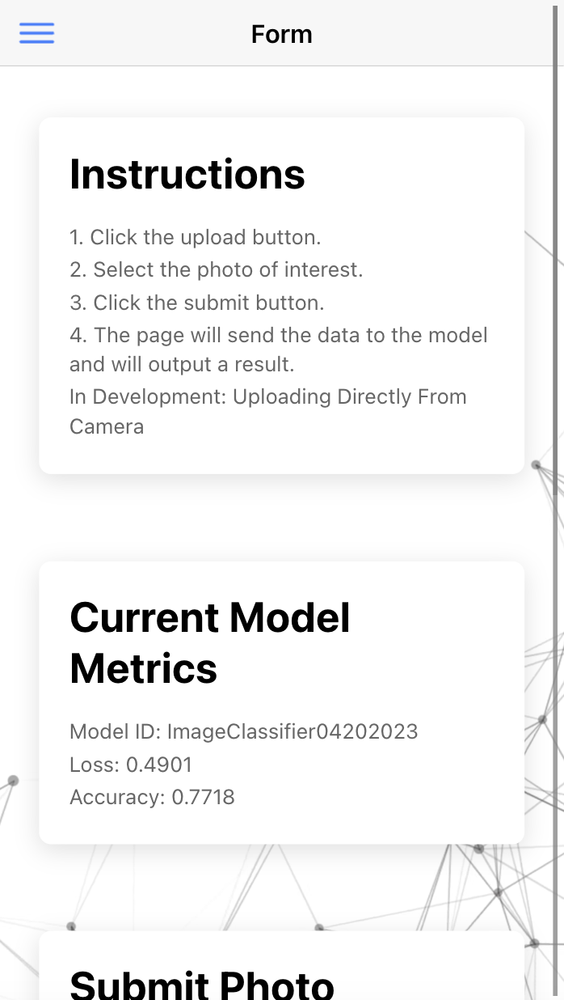 Form
Instructions
1. Click the upload button.
2. Select the photo of interest.
3. Click the submit button.
4. The page will send the data to the model
and will output a result.
In Development: Uploading Directly From
Camera
Current Model
Metrics
Model ID: ImageClassifier04202023
Loss: 0.4901
Accuracy: 0.7718
Submit Photo